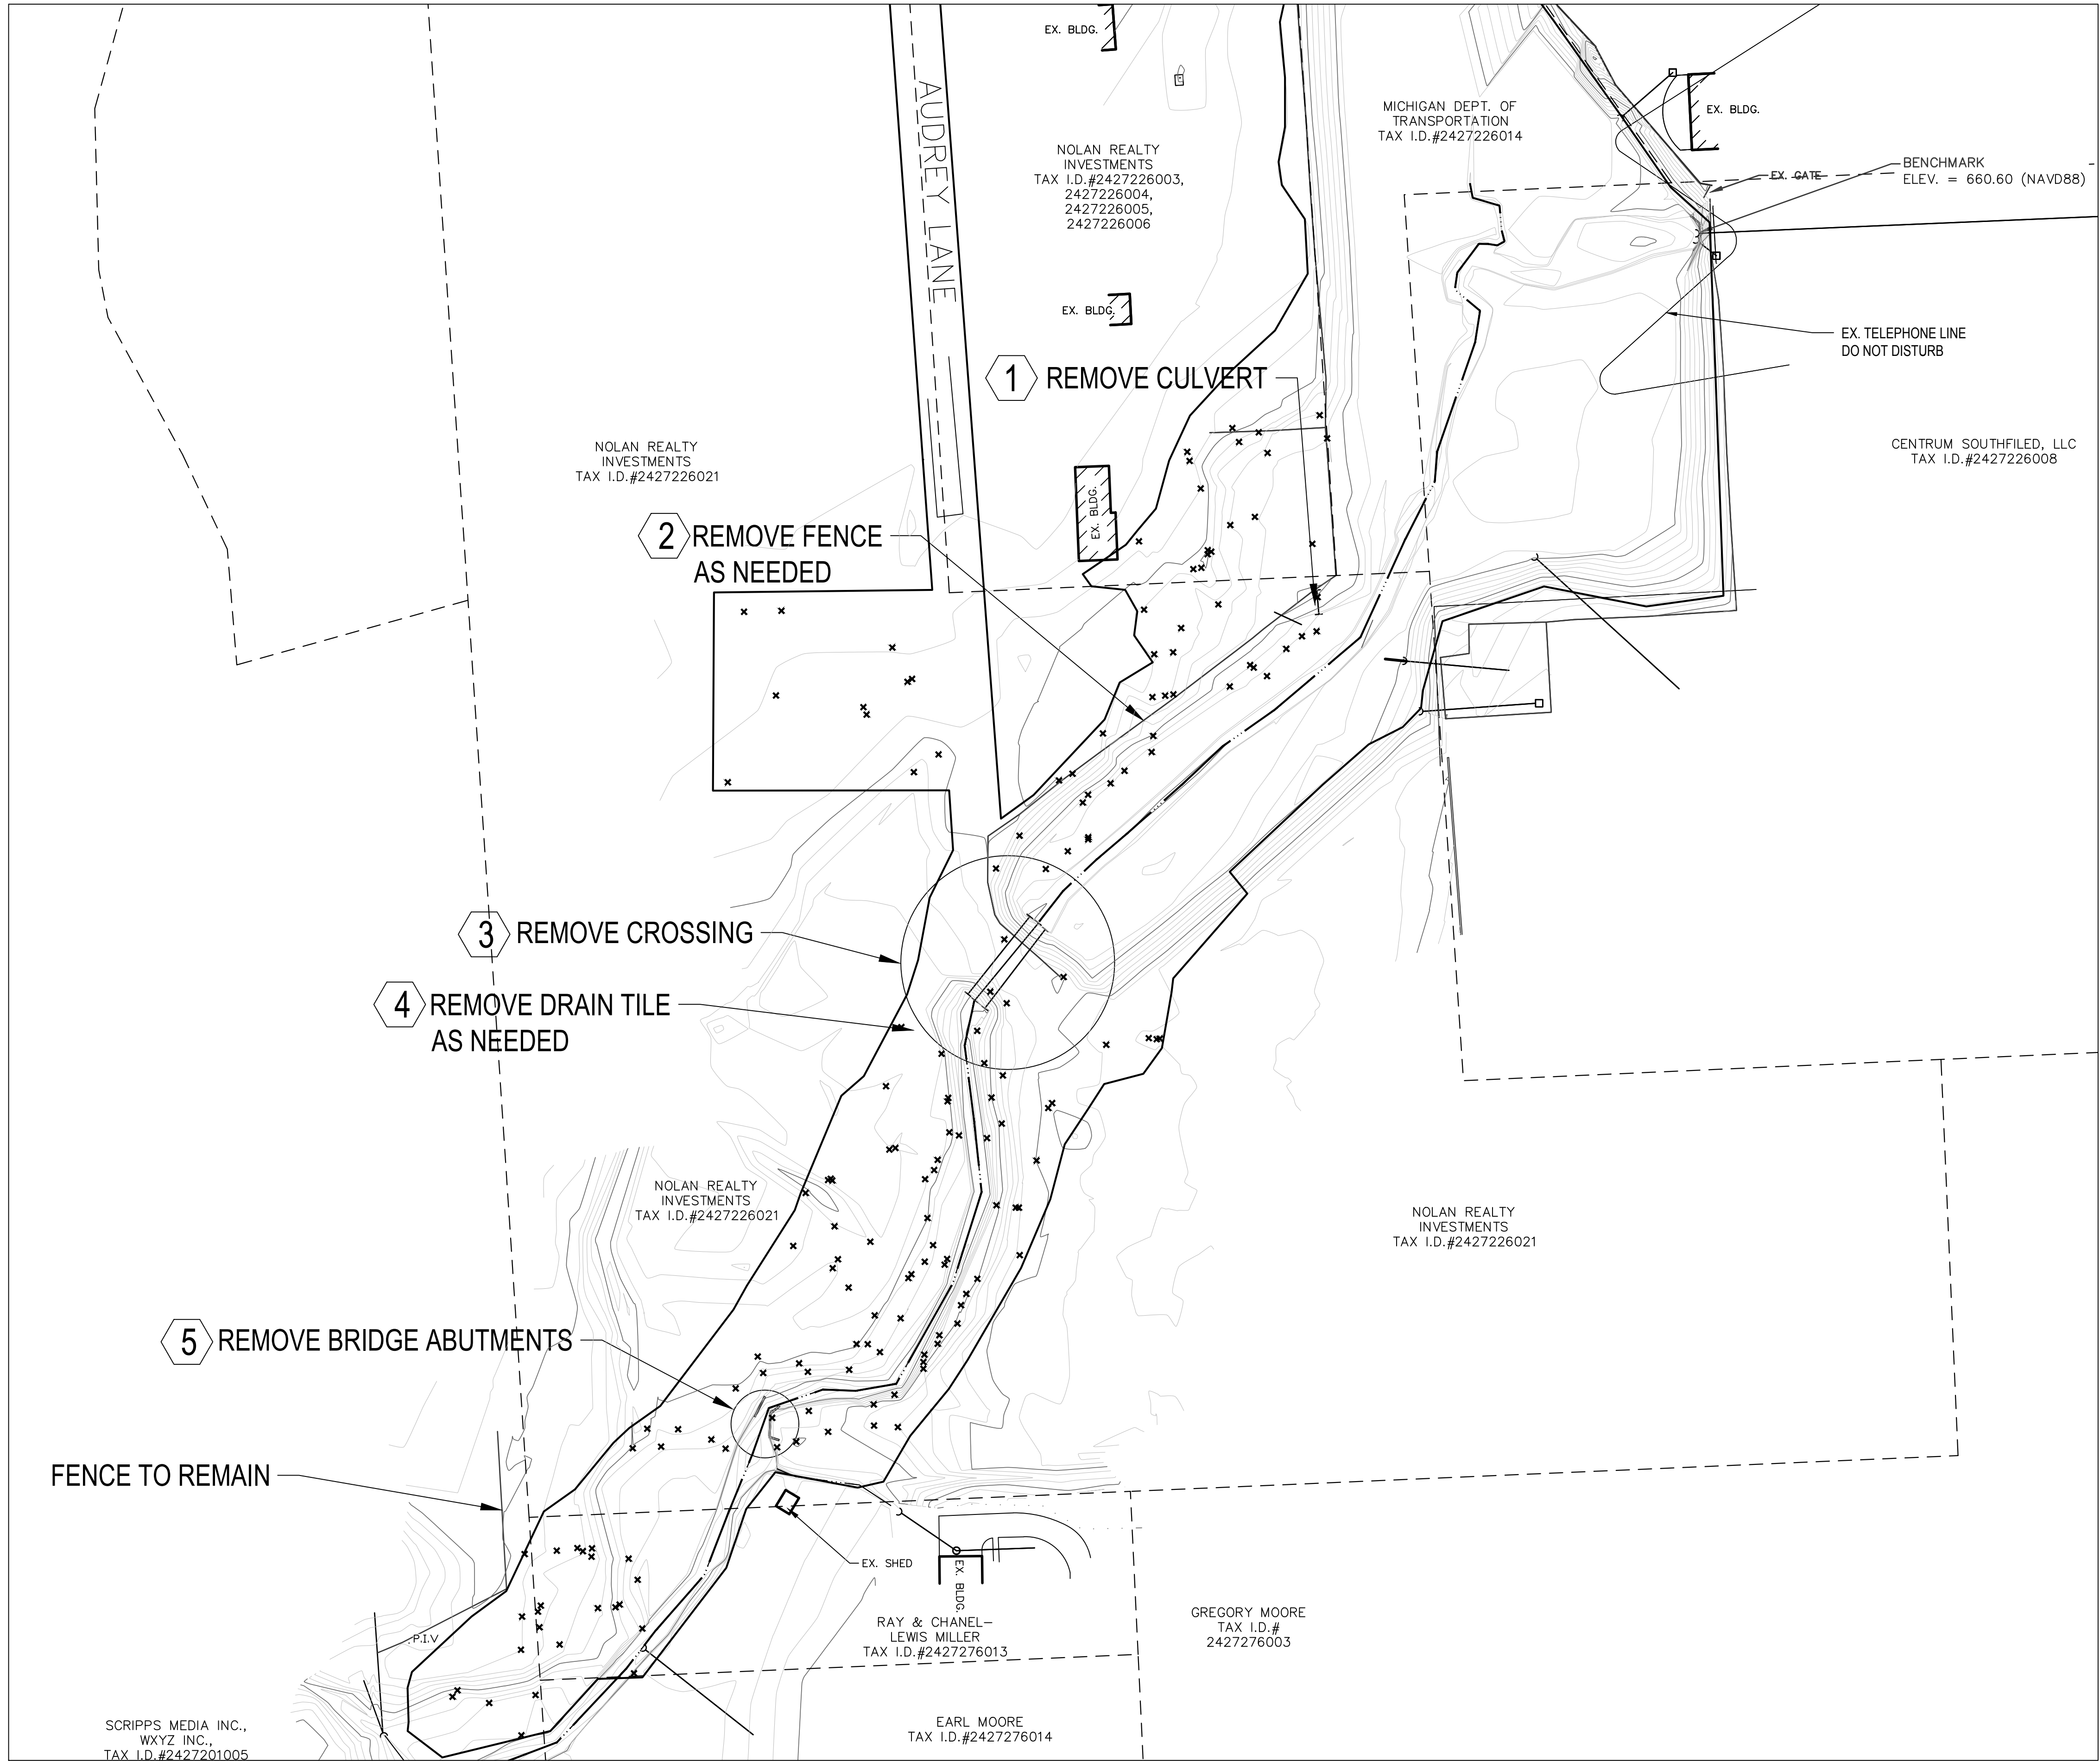 EX. BLDG.
AUDREY LANE
MICHIGAN DEPT. OF
TRANSPORTATION
TAX I.D.#2427226014
EX. BLDG.
NOLAN REALTY
INVESTMENTS
TAX I.D.#2427226003,
2427226004,
2427226005,
2427226006
BENCHMARK
ELEV. = 660.60 (NAVD88)
EX. GATE
EX. BLDG.
EX. TELEPHONE LINE
DO NOT DISTURB
1 REMOVE CULVERT
NOLAN REALTY
INVESTMENTS
TAX I.D.#2427226021
CENTRUM SOUTHFILED, LLC
TAX I.D.#2427226008
EX. BLDG.
2 REMOVE FENCE
AS NEEDED
3 REMOVE CROSSING
4 REMOVE DRAIN TILE
AS NEEDED
NOLAN REALTY
INVESTMENTS
TAX I.D.#2427226021
NOLAN REALTY
INVESTMENTS
TAX I.D.#2427226021
5 REMOVE BRIDGE ABUTMENTS
FENCE TO REMAIN
EX. SHED
EX. BLDG.
P.I.V
RAY & CHANEL-
LEWIS MILLER
TAX I.D.#2427276013
GREGORY MOORE
TAX I.D.#
2427276003
SCRIPPS MEDIA INC.,
WXYZ INC.,
TAX I.D.#2427201005
EARL MOORE
TAX I.D.#2427276014